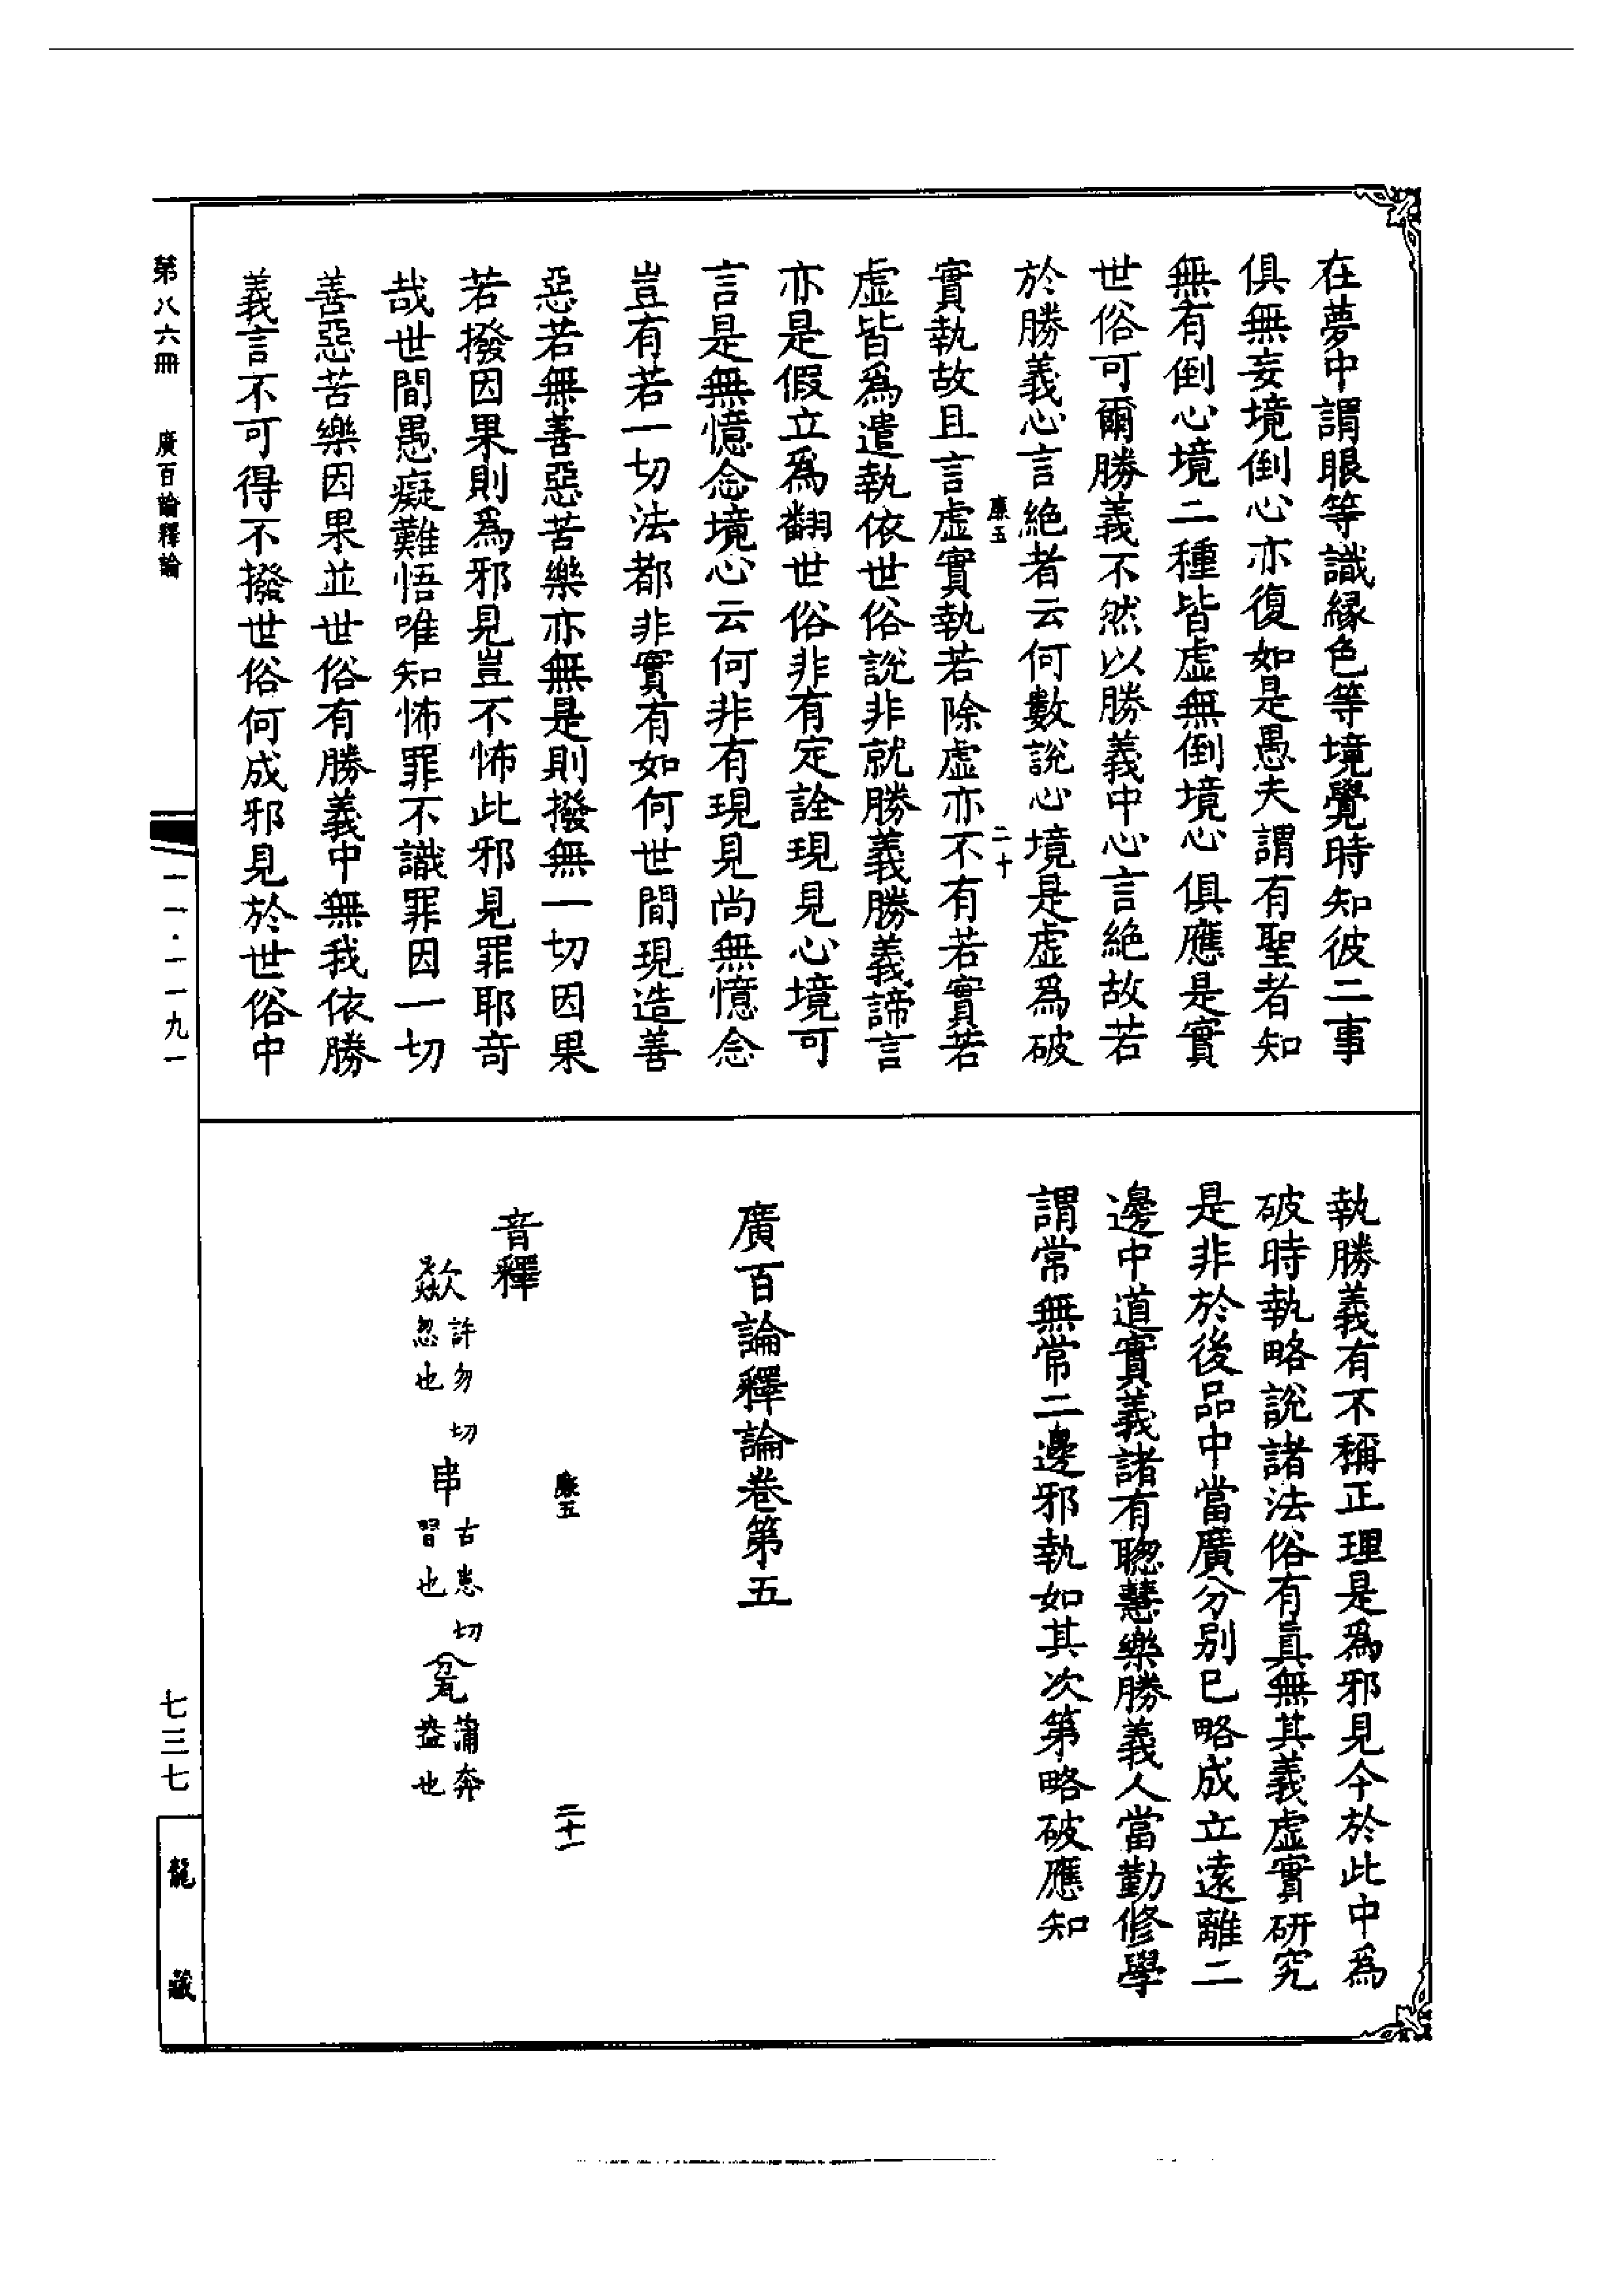 在夢中謂眼等識緣色等境覺時知彼二事
俱無妄境倒心亦復如是愚夫謂有聖者知
無有倒心境二種皆虛無倒境心俱應是實
世俗可爾勝義不然以勝義中心言絶故若
於勝義心言絶者云何數說心境是虛爲破
廉五
二十
實執故且言虛實執若除虛亦不有若實若
虛皆爲遣執依世俗說非就勝義勝義諦言
亦是假立爲翻世俗非有定詮現見心境可
言是無憶念境心云何非有現見尚無憶念
豈有若一切法都非實有如何世間現造善
惡若無善惡苦樂亦無是則撥無一切因果
若撥因果則爲邪見豈不怖此邪見罪耶奇
哉世間愚癡難悟唯知怖罪不識罪因一切
善惡苦樂因果並世俗有勝義中無我依勝
義言不可得不撥世俗何成邪見於世俗中
執勝義有不稱正理是爲邪見今於此中爲
破時執略說諸法俗有眞無其義虛實研究
是非於後品中當廣分别巳略成立遠離二
邊中道實義諸有聰慧樂勝義人當勤修學
謂常無常二邊邪執如其次第略破應知
廣百論釋論卷第五
廉五
二十一
音釋
欻許勿切忽也 串古患切習也 瓫蒲奔盎也
第八六冊 廣百論釋論
一一·一一九一
七三七
龍藏